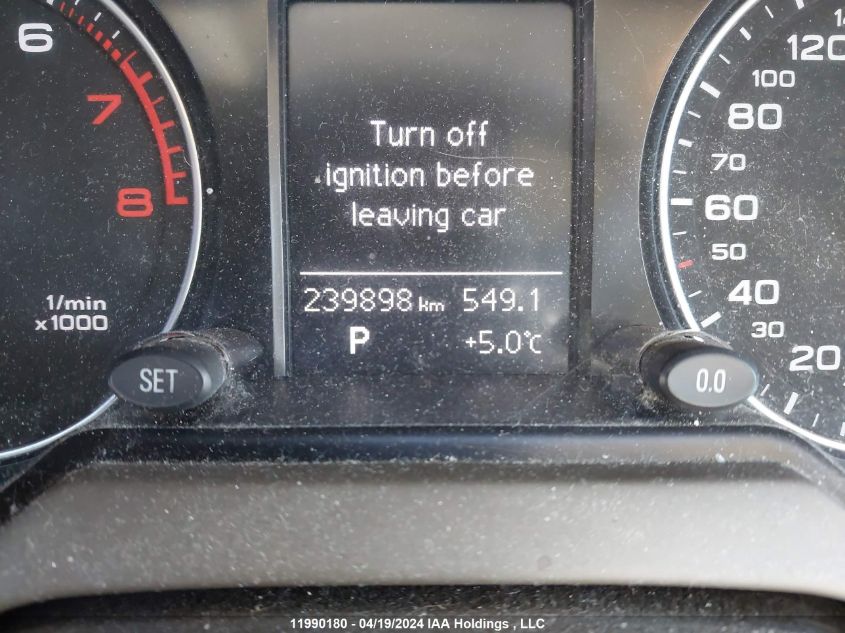 6
7
8
1/min
x1000
SET
Turn off
ignition before
leaving car
239898 km 549.1
P +5.0°C
120
100
80
70
60
50
40
30
20
0.0
11990180 - 04/19/2024 IAA Holdings , LLC